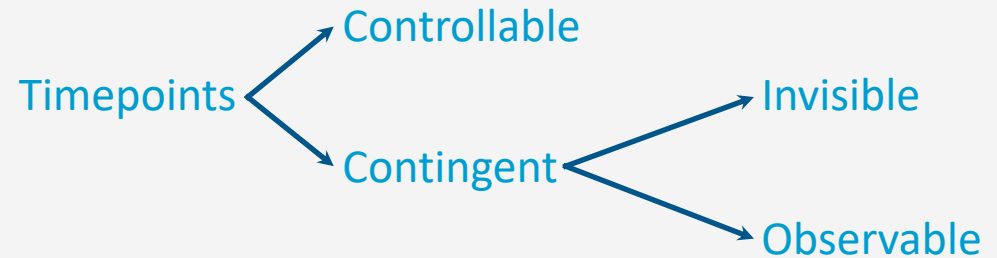 Controllable
Timepoints
Invisible
Contingent
Observable